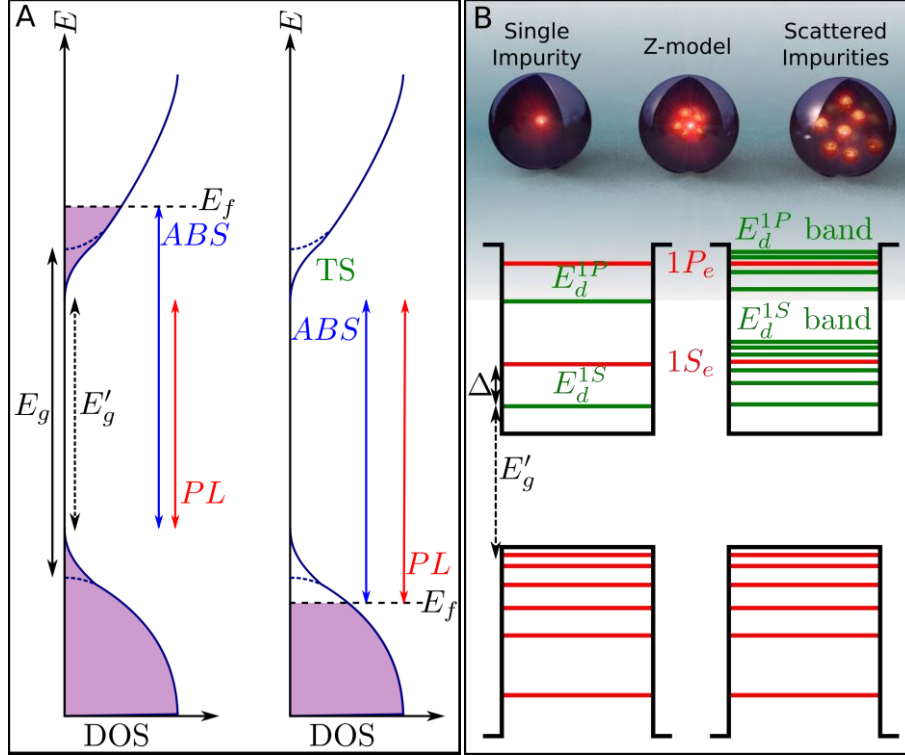 A
E
E_f
ABS
TS
E_g
E'_g
PL
DOS
ABS
PL
E_f
DOS
B
Single
Impurity
Z-model
Scattered
Impurities
E_d^{1P}
1P_e
E_d^{1P} band
E_d^{1S}
1S_e
E_d^{1S} band
Δ
E'_g